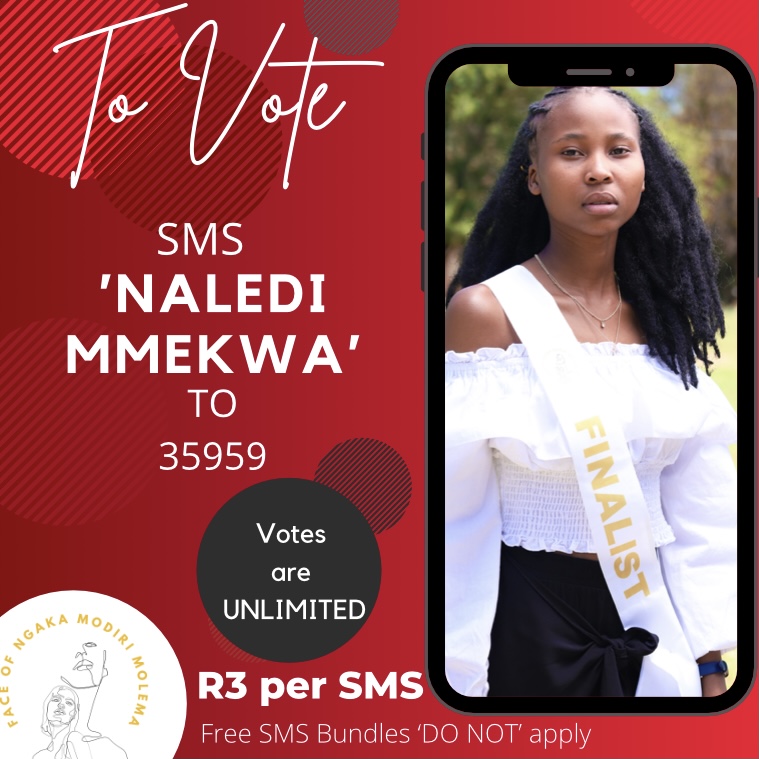 To Vote
SMS
'NALEDI
MMEKWA'
TO
35959
Votes
are
UNLIMITED
FINALIST
FACE OF NGAKA MODIRI MOLEMA
R3 per SMS
Free SMS Bundles ‘DO NOT’ apply